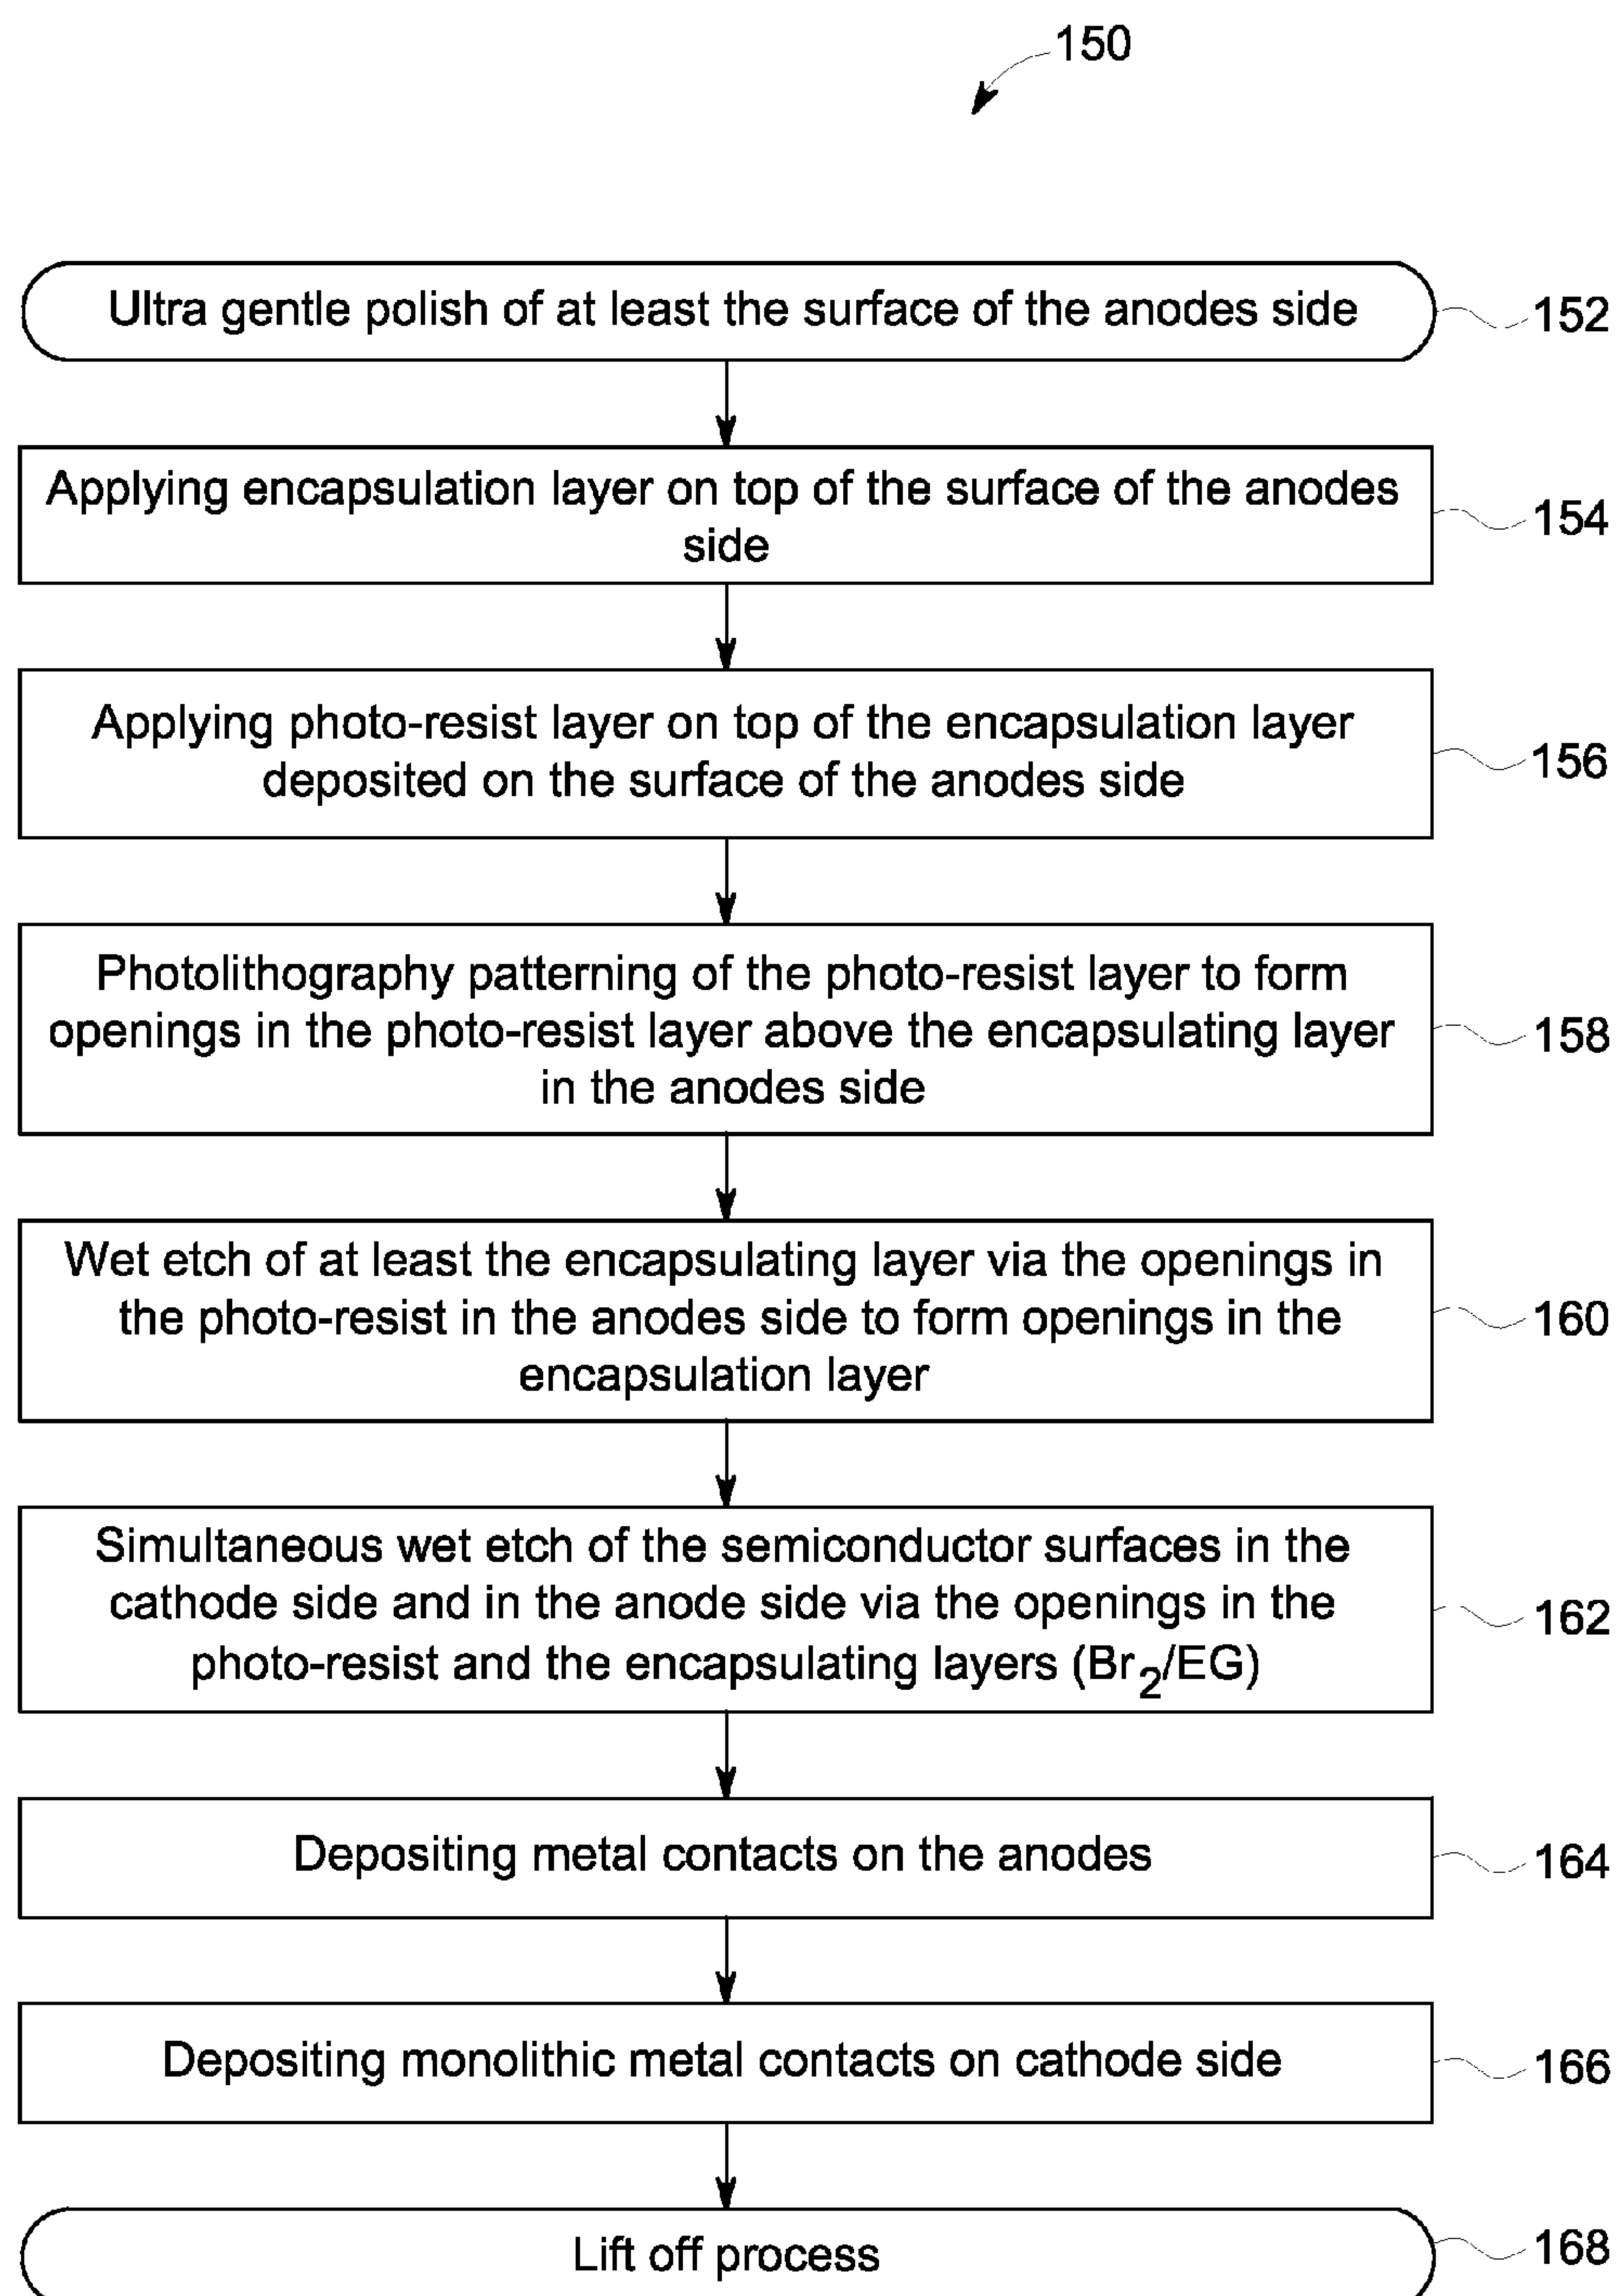 150
Ultra gentle polish of at least the surface of the anodes side
152
Applying encapsulation layer on top of the surface of the anodes
side
154
Applying photo-resist layer on top of the encapsulation layer
deposited on the surface of the anodes side
156
Photolithography patterning of the photo-resist layer to form
openings in the photo-resist layer above the encapsulating layer
in the anodes side
158
Wet etch of at least the encapsulating layer via the openings in
the photo-resist in the anodes side to form openings in the
encapsulation layer
160
Simultaneous wet etch of the semiconductor surfaces in the
cathode side and in the anode side via the openings in the
photo-resist and the encapsulating layers (Br2/EG)
162
Depositing metal contacts on the anodes
164
Depositing monolithic metal contacts on cathode side
166
Lift off process
168